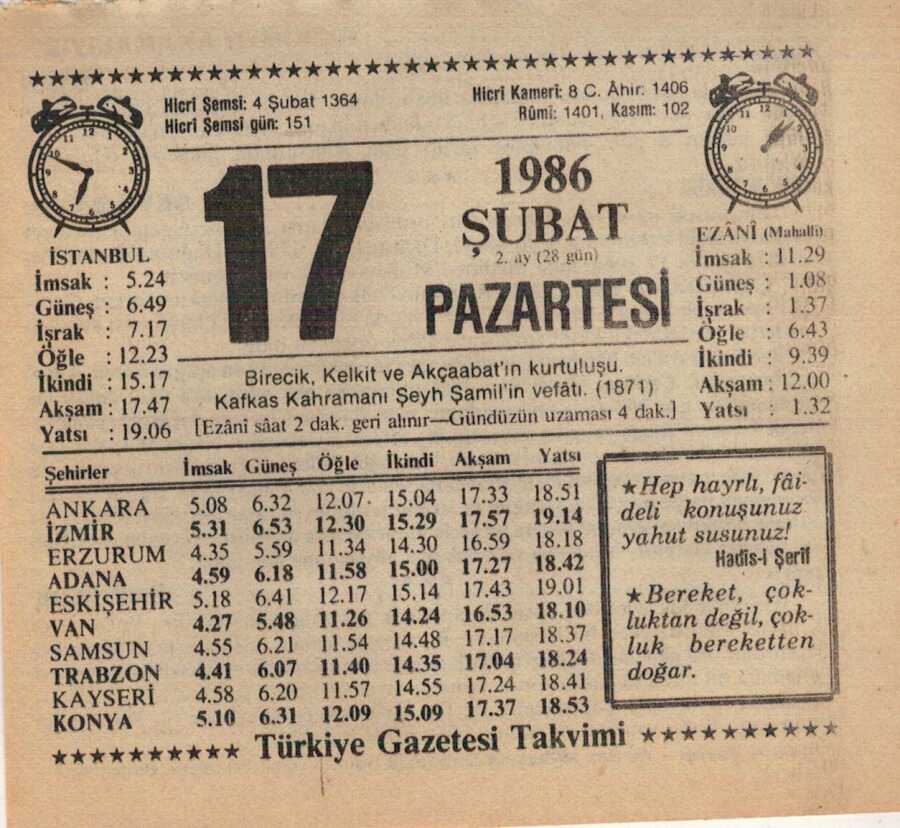 Hicri Şemsi: 4 Şubat 1364
Hicri Şemsi gün: 151
Hicri Kameri: 8 C. Âhir: 1406
Rûmi: 1401, Kasım: 102
17
1986
ŞUBAT
2. ay (28 gün)
PAZARTESİ
İSTANBUL
İmsak : 5.24
Güneş : 6.49
İşrak : 7.17
Öğle : 12.23
İkindi : 15.17
Akşam : 17.47
Yatsı : 19.06
EZÂNÎ (Mahalli)
İmsak : 11.29
Güneş : 1.08
İşrak : 1.37
Öğle : 6.43
İkindi : 9.39
Akşam : 12.00
Yatsı : 1.32
Birecik, Kelkit ve Akçaabat'ın kurtuluşu.
Kafkas Kahramanı Şeyh Şamil'in vefâtı. (1871)
[Ezânî sâat 2 dak. geri alınır—Gündüzün uzaması 4 dak.]
Şehirler İmsak Güneş Öğle İkindi Akşam Yatsı
ANKARA 5.08 6.32 12.07 15.04 17.33 18.51
İZMİR 5.31 6.53 12.30 15.29 17.57 19.14
ERZURUM 4.35 5.59 11.34 14.30 16.59 18.18
ADANA 4.59 6.18 11.58 15.00 17.27 18.42
ESKİŞEHİR 5.18 6.41 12.17 15.14 17.43 19.01
VAN 4.27 5.48 11.26 14.24 16.53 18.10
SAMSUN 4.55 6.21 11.54 14.48 17.17 18.37
TRABZON 4.41 6.07 11.40 14.35 17.04 18.24
KAYSERİ 4.58 6.20 11.57 14.55 17.24 18.41
KONYA 5.10 6.31 12.09 15.09 17.37 18.53
★Hep hayrlı, fâi-
deli konuşunuz
yahut susunuz!
Hadîs-i Şerif
★Bereket, çok-
luktan değil, çok-
luk bereketten
doğar.
Türkiye Gazetesi Takvimi